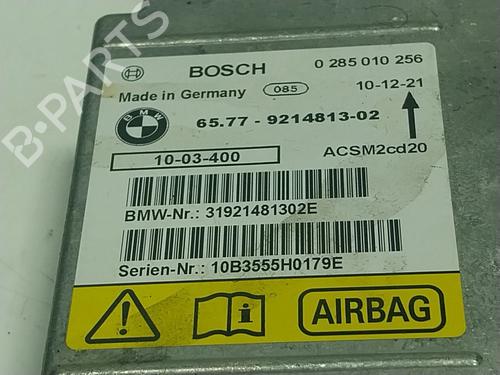 BOSCH 0 285 010 256
Made in Germany 085 10-12-21
BMW 65.77 - 9214813-02
10-03-400 ACSM2cd20
BMW-Nr.: 31921481302E
Serien-Nr.: 10B3555H0179E
AIRBAG
B-PARTS